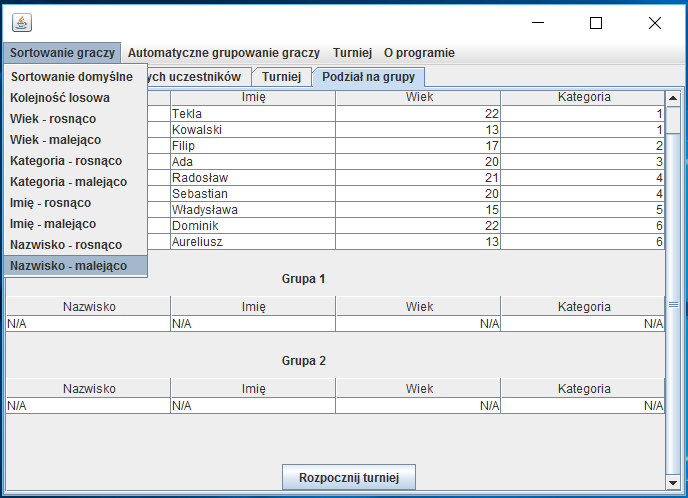 Sortowanie graczy Automatyczne grupowanie graczy Turniej O programie
Sortowanie domyślne
Kolejność losowa
Wiek - rosnąco
Wiek - malejąco
Kategoria - rosnąco
Kategoria - malejąco
Imię - rosnąco
Imię - malejąco
Nazwisko - rosnąco
Nazwisko - malejąco
ych uczestników Turniej Podział na grupy
Imię Wiek Kategoria
Tekla 22 1
Kowalski 13 1
Filip 17 2
Ada 20 3
Radosław 21 4
Sebastian 20 4
Władysława 15 5
Dominik 22 6
Aureliusz 13 6
Grupa 1
Nazwisko Imię Wiek Kategoria
N/A N/A N/A N/A
Grupa 2
Nazwisko Imię Wiek Kategoria
N/A N/A N/A N/A
Rozpocznij turniej